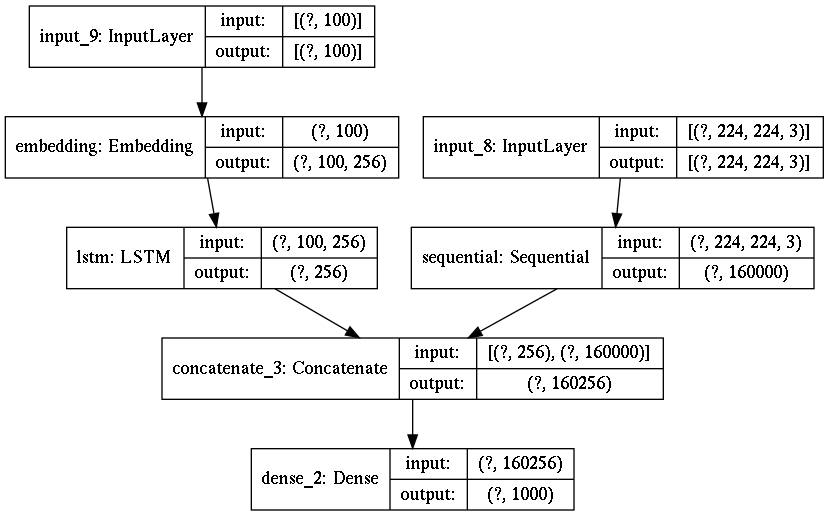 input_9: InputLayer
input: [(?, 100)]
output: [(?, 100)]
embedding: Embedding
input: (?, 100)
output: (?, 100, 256)
input_8: InputLayer
input: [(?, 224, 224, 3)]
output: [(?, 224, 224, 3)]
lstm: LSTM
input: (?, 100, 256)
output: (?, 256)
sequential: Sequential
input: (?, 224, 224, 3)
output: (?, 160000)
concatenate_3: Concatenate
input: [(?, 256), (?, 160000)]
output: (?, 160256)
dense_2: Dense
input: (?, 160256)
output: (?, 1000)